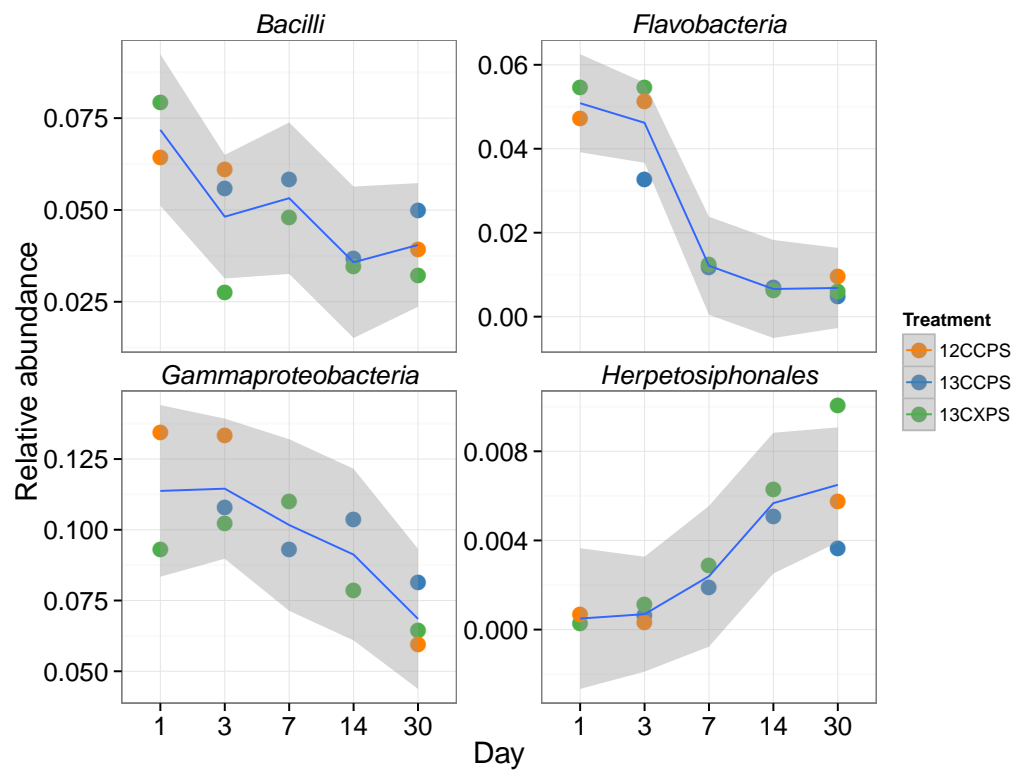 Bacilli
Flavobacteria
0.075
0.050
0.025
0.06
0.04
0.02
0.00
Relative abundance
Gammaproteobacteria
Herpetosiphonales
0.125
0.100
0.075
0.050
0.008
0.004
0.000
1 3 7 14 30
1 3 7 14 30
Day
Treatment
12CCPS
13CCPS
13CXPS